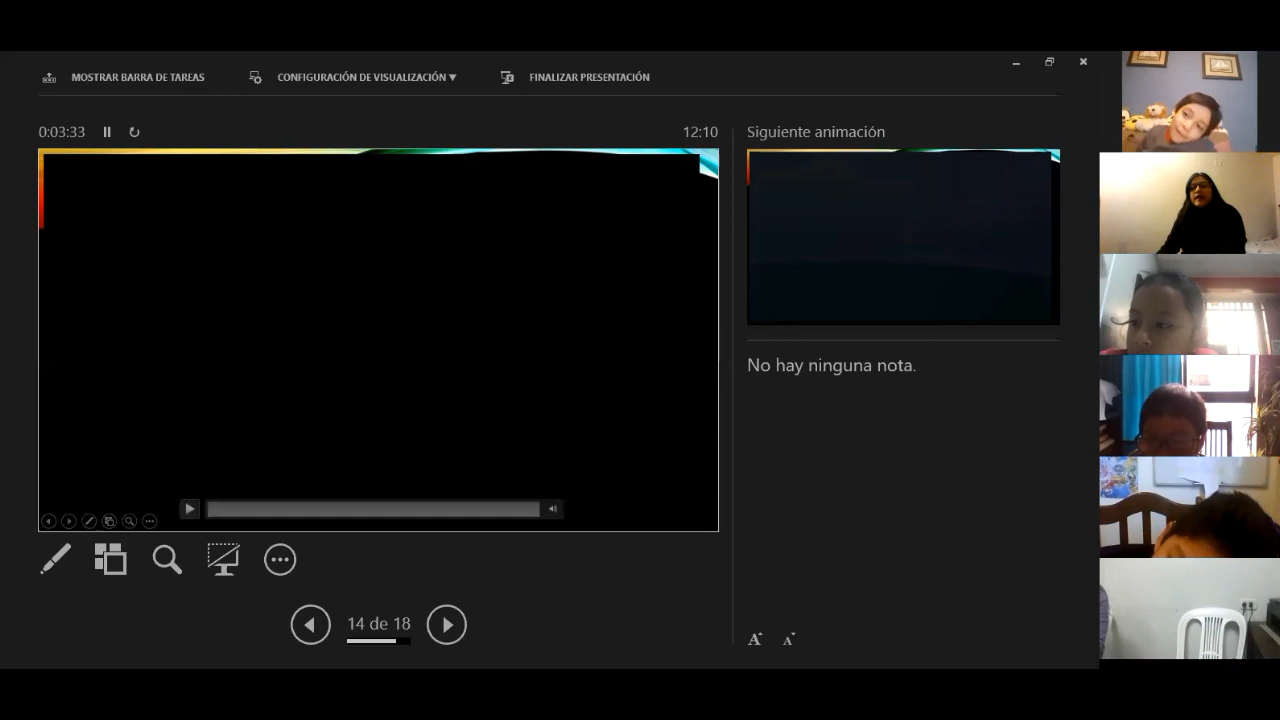 MOSTRAR BARRA DE TAREAS
CONFIGURACIÓN DE VISUALIZACIÓN ▼
FINALIZAR PRESENTACIÓN
0:03:33
12:10
Siguiente animación
No hay ninguna nota.
14 de 18
A A